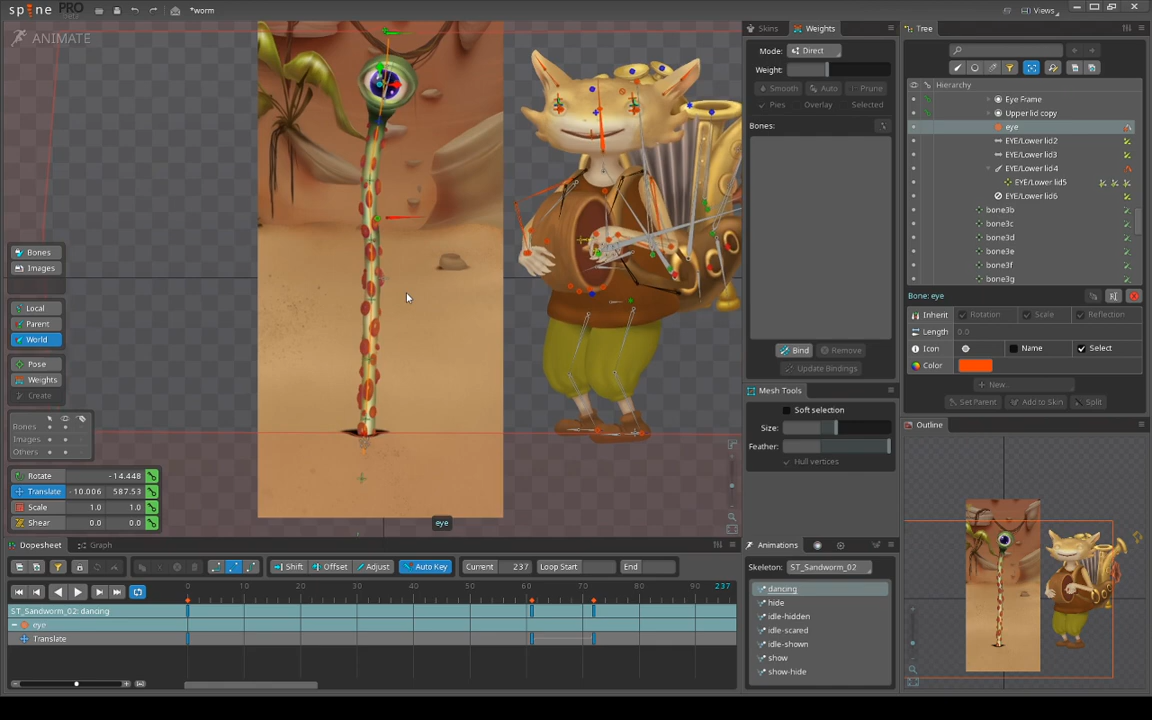 spine PRO Beta *worm Views
ANIMATE
Skins Weights
Mode: Direct
Weight:
Smooth Auto Prune
Pies Overlay Selected
Bones:
Bind Remove
Update Bindings
Mesh Tools
Soft selection
Size:
Feather:
Hull vertices
Tree
Hierarchy
Eye Frame
Upper lid copy
eye
EYE/Lower lid2
EYE/Lower lid3
EYE/Lower lid4
EYE/Lower lid5
EYE/Lower lid6
bone3b
bone3c
bone3d
bone3e
bone3f
bone3g
Bone: eye
Inherit Rotation Scale Reflection
Length 0.0
Icon Name Select
Color
New...
Set Parent Add to Skin Split
Outline
Bones
Images
Local
Parent
World
Pose
Weights
Create
Bones
Images
Others
Rotate -14.448
Translate -10.006 587.53
Scale 1.0 1.0
Shear 0.0 0.0
eye
Dopesheet Graph
Shift Offset Adjust Auto Key Current 237 Loop Start End
0 10 20 30 40 50 60 70 80 90 237
ST_Sandworm_02: dancing
eye
Translate
Animations
Skeleton: ST_Sandworm_02
dancing
hide
idle-hidden
idle-scared
idle-shown
show
show-hide